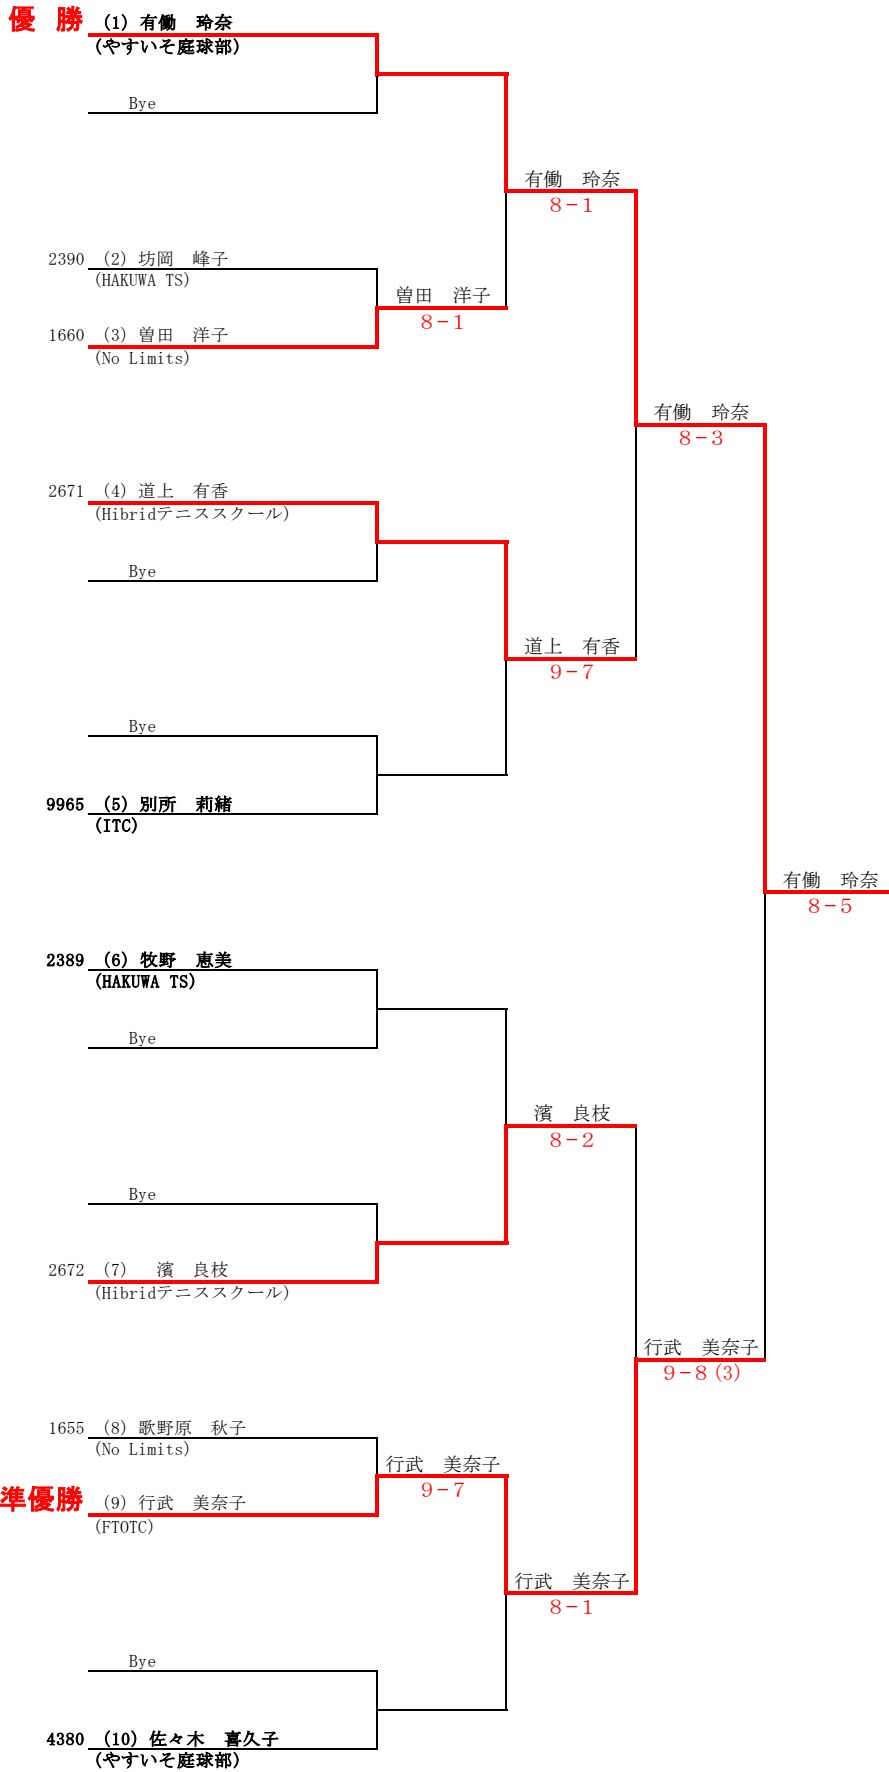 優　勝
(1) 有働　玲奈
(やすいそ庭球部)
Bye
有働　玲奈
8－1
2390 (2) 坊岡　峰子
(HAKUWA TS)
曽田　洋子
8－1
1660 (3) 曽田　洋子
(No Limits)
有働　玲奈
8－3
2671 (4) 道上　有香
(Hibridテニススクール)
Bye
道上　有香
9－7
Bye
9965 (5) 別所　莉緒
(ITC)
有働　玲奈
8－5
2389 (6) 牧野　恵美
(HAKUWA TS)
Bye
濱　良枝
8－2
Bye
2672 (7)　濱　良枝
(Hibridテニススクール)
行武　美奈子
9－8(3)
1655 (8) 歌野原　秋子
(No Limits)
行武　美奈子
9－7
準優勝
(9) 行武　美奈子
(FTOTC)
行武　美奈子
8－1
Bye
4380 (10) 佐々木　喜久子
(やすいそ庭球部)